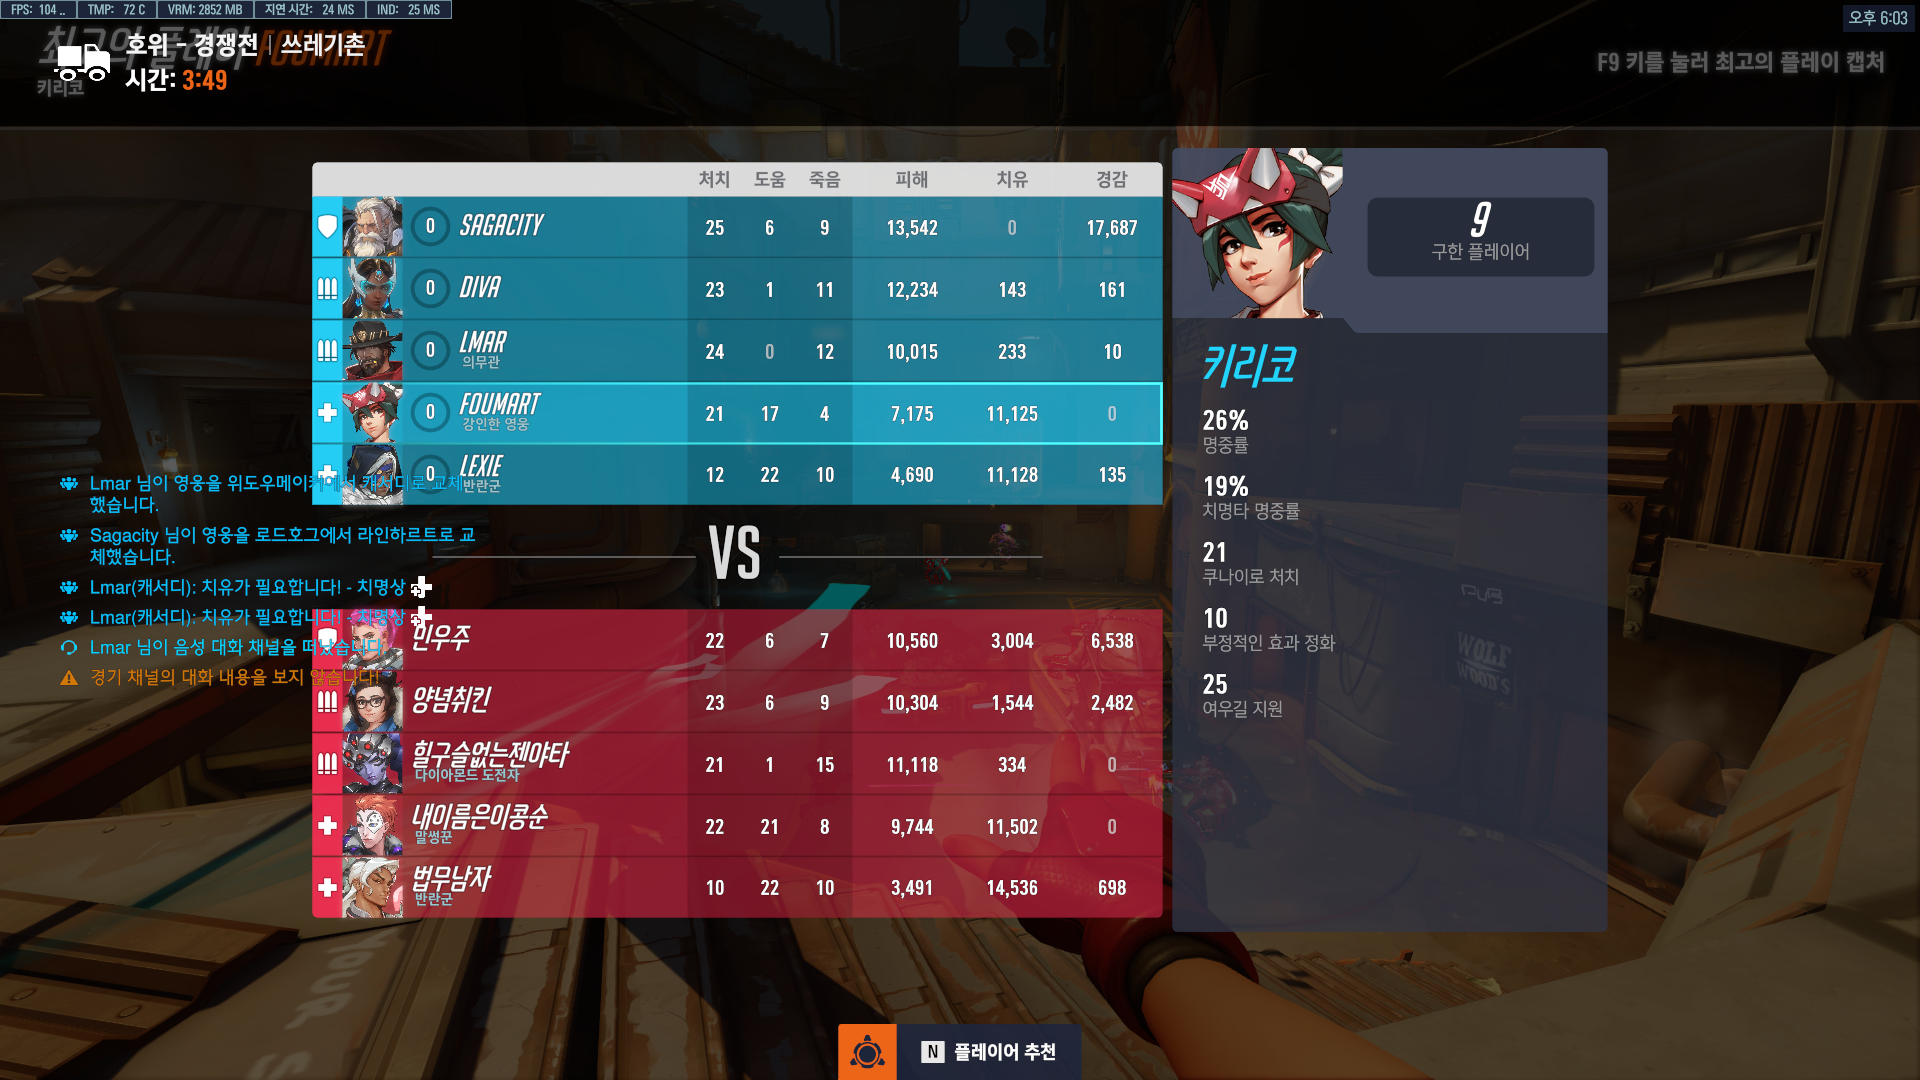 FPS: 104 .. TMP: 72 C VRM: 2852 MB 지연 시간: 24 MS IND: 25 MS
오후 6:03
최고의 플레이 FOUMART
키리코
호위 - 경쟁전 | 쓰레기촌
시간: 3:49
F9 키를 눌러 최고의 플레이 캡처
처치 도움 죽음 피해 치유 경감
0 SAGACITY 25 6 9 13,542 0 17,687
0 DIVA 23 1 11 12,234 143 161
0 LMAR 24 0 12 10,015 233 10
의무관
0 FOUMART 21 17 4 7,175 11,125 0
강인한 영웅
0 LEXIE 12 22 10 4,690 11,128 135
반란군
VS
민우주 22 6 7 10,560 3,004 6,538
양념취킨 23 6 9 10,304 1,544 2,482
힐구슬없는젠야타 21 1 15 11,118 334 0
다이아몬드 도전자
내이름은이콩순 22 21 8 9,744 11,502 0
말썽꾼
법무남자 10 22 10 3,491 14,536 698
반란군
Lmar 님이 영웅을 위도우메이커에서 캐서디로 교체
했습니다.
Sagacity 님이 영웅을 로드호그에서 라인하르트로 교
체했습니다.
Lmar(캐서디): 치유가 필요합니다! - 치명상
Lmar(캐서디): 치유가 필요합니다! - 치명상
Lmar 님이 음성 대화 채널을 떠났습니다.
경기 채널의 대화 내용을 보지 않습니다!
9
구한 플레이어
키리코
26%
명중률
19%
치명타 명중률
21
쿠나이로 처치
10
부정적인 효과 정화
25
여우길 지원
PUB
WOLF
WOOD'S
YOUR
N 플레이어 추천